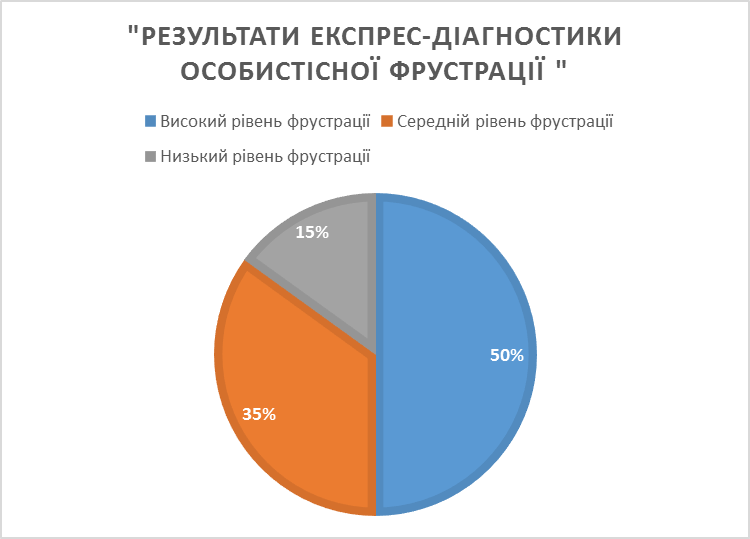 "РЕЗУЛЬТАТИ ЕКСПРЕС-ДІАГНОСТИКИ
ОСОБИСТІСНОЇ ФРУСТРАЦІЇ "
Високий рівень фрустрації Середній рівень фрустрації
Низький рівень фрустрації
15%
50%
35%